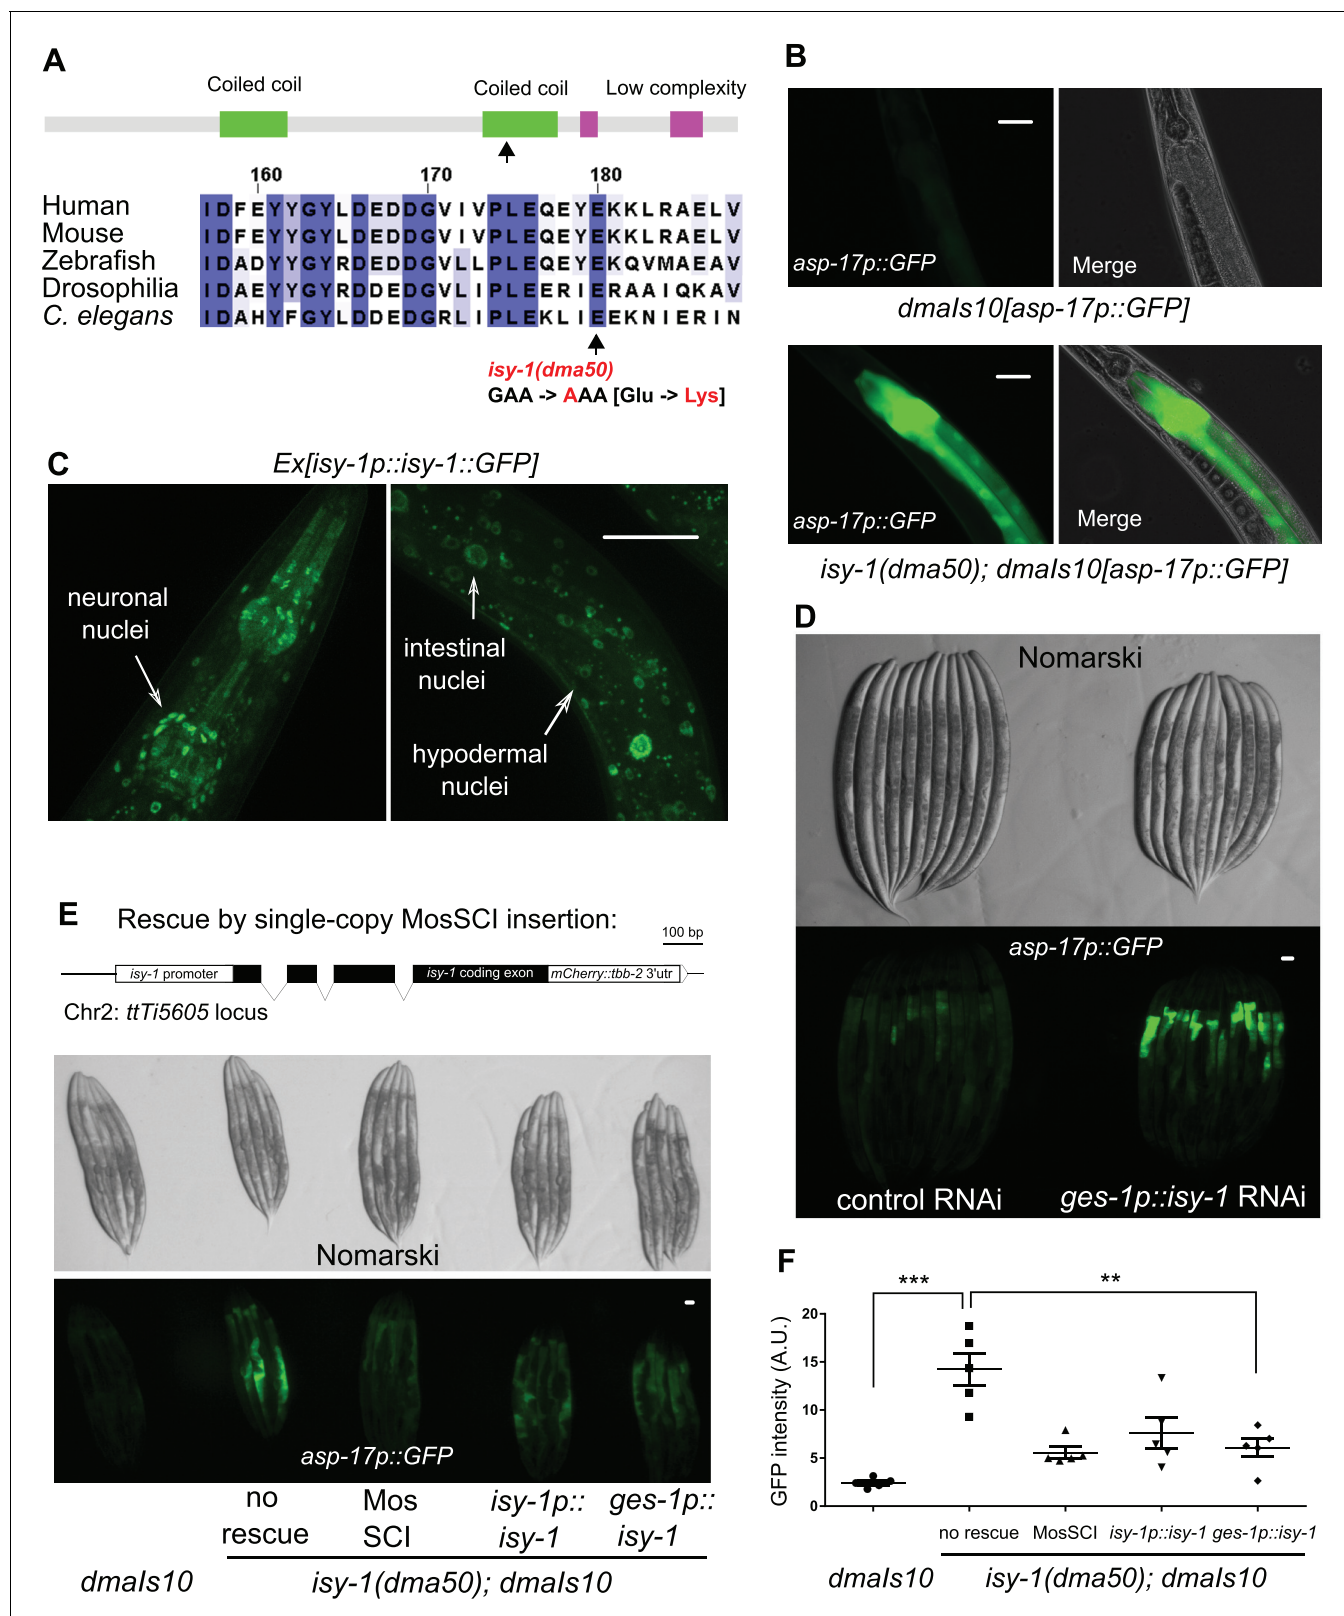 A
Coiled coil
Coiled coil
Low complexity
160 170 180
Human IDFEYYGYLDEDDGVIVPLEQEYEKKLRAELV
Mouse IDFEYYGYLDEDDGVIVPLEQEYEKKLRAELV
Zebrafish IDADYYGYRDEDDGVLLPLEQEYEKQVMAEAV
Drosophilia IDAEYYGYRDDEDGVLIPLEEERIERAAIQKAV
C. elegans IDAHYFGYLDDEDGRLIPLEKLIEEKNIERIN
isy-1(dma50)
GAA -> AAA [Glu -> Lys]
B
asp-17p::GFP
Merge
dmaIs10[asp-17p::GFP]
asp-17p::GFP
Merge
isy-1(dma50); dmaIs10[asp-17p::GFP]
C
Ex[isy-1p::isy-1::GFP]
neuronal
nuclei
intestinal
nuclei
hypodermal
nuclei
D
Nomarski
asp-17p::GFP
control RNAi
ges-1p::isy-1 RNAi
E
Rescue by single-copy MosSCI insertion:
100 bp
isy-1 promoter
isy-1 coding exon
mCherry::tbb-2 3'utr
Chr2: ttTi5605 locus
Nomarski
asp-17p::GFP
no
rescue
Mos
SCI
isy-1p::
isy-1
ges-1p::
isy-1
dmaIs10
isy-1(dma50); dmaIs10
F
***
**
GFP intensity (A.U.)
20
15
10
5
0
no rescue MosSCI isy-1p::isy-1 ges-1p::isy-1
dmaIs10
isy-1(dma50); dmaIs10